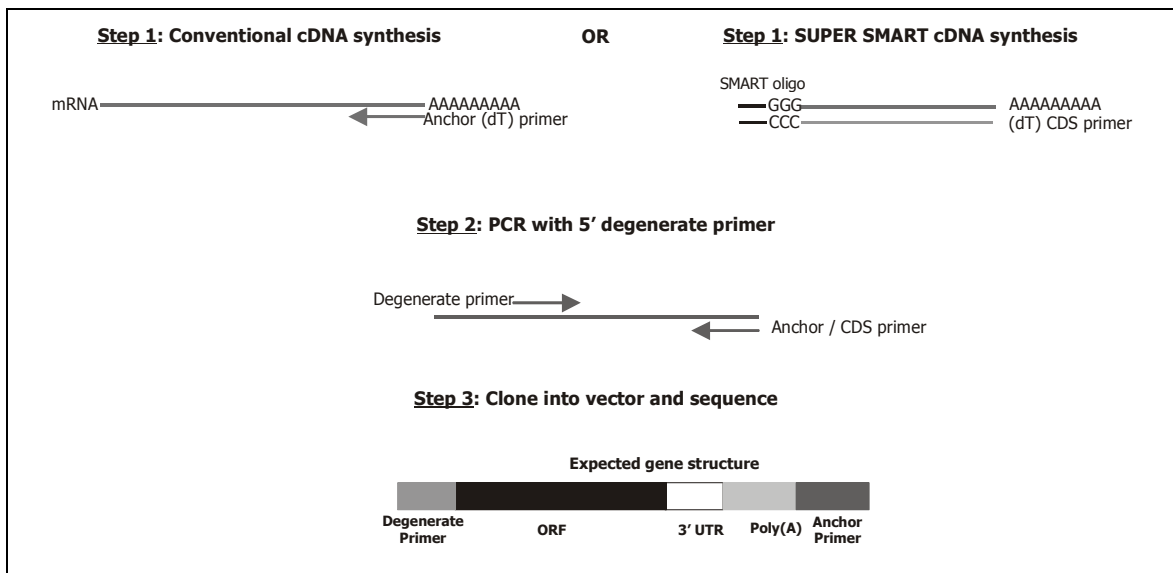 Step 1: Conventional cDNA synthesis
OR
Step 1: SUPER SMART cDNA synthesis
SMART oligo
mRNA
AAAAAAAAA
Anchor (dT) primer
GGG
AAAAAAAAA
CCC
(dT) CDS primer
Step 2: PCR with 5′ degenerate primer
Degenerate primer
Anchor / CDS primer
Step 3: Clone into vector and sequence
Expected gene structure
Degenerate
Primer
ORF
3′ UTR
Poly(A)
Anchor
Primer